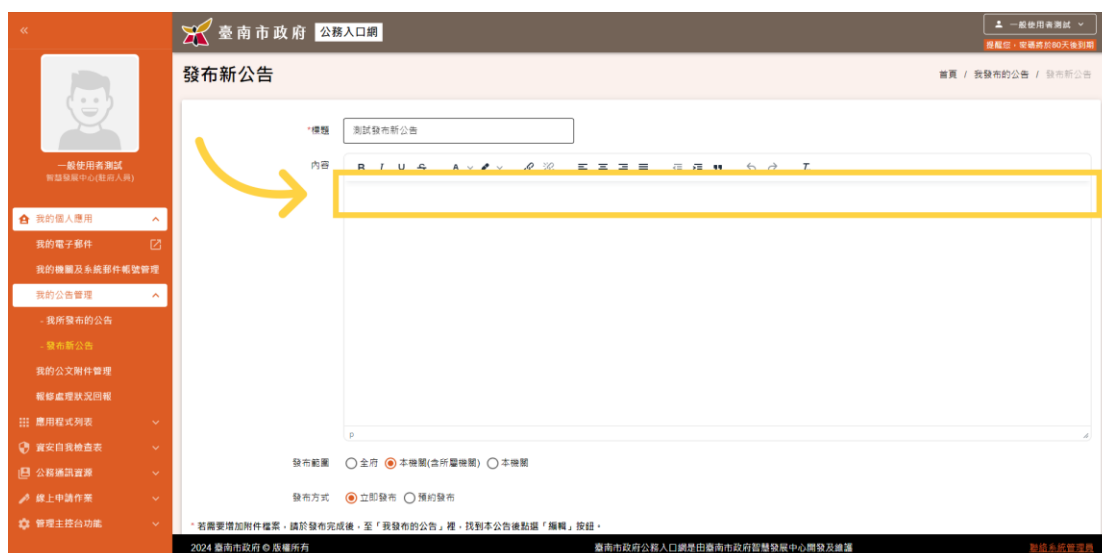 臺南市政府 公務入口網
一般使用者測試
提醒您，密碼將於60天後到期
發布新公告
首頁 / 我發布的公告 / 發布新公告
一般使用者測試
智慧發展中心(駐府人員)
我的個人應用
我的電子郵件
我的機關及系統郵件帳號管理
我的公告管理
- 我所發布的公告
- 發布新公告
我的公文附件管理
報修處理狀況回報
應用程式列表
資安自我檢查表
公務通訊資源
線上申請作業
管理主控台功能
*標題
測試發布新公告
內容
B I U S A
p
發布範圍 全府 本機關(含所屬機關) 本機關
發布方式 立即發布 預約發布
* 若需要增加附件檔案，請於發布完成後，至「我發布的公告」裡，找到本公告後點選「編輯」按鈕。
2024 臺南市政府 © 版權所有
臺南市政府公務入口網是由臺南市政府智慧發展中心開發及維護
聯絡系統管理員